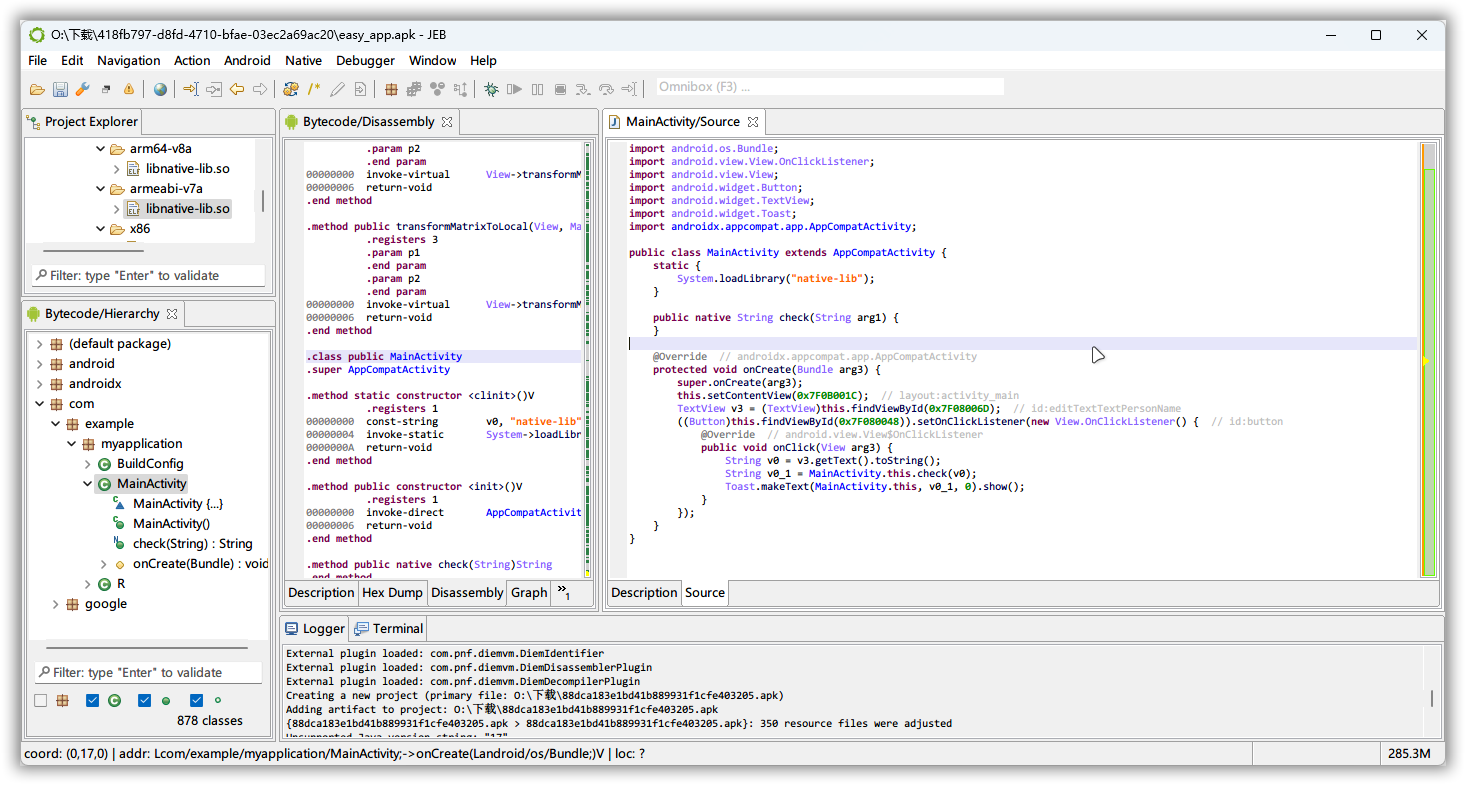 O:\下载\418fb797-d8fd-4710-bfae-03ec2a69ac20\easy_app.apk - JEB
File Edit Navigation Action Android Native Debugger Window Help
Omnibox (F3) ...
Project Explorer
arm64-v8a
libnative-lib.so
armeabi-v7a
libnative-lib.so
x86
Filter: type "Enter" to validate
Bytecode/Hierarchy
(default package)
android
androidx
com
example
myapplication
BuildConfig
MainActivity
MainActivity {...}
MainActivity()
check(String) : String
onCreate(Bundle) : void
R
google
Filter: type "Enter" to validate
878 classes
Bytecode/Disassembly
.param p2
.end param
00000000 invoke-virtual View->transformM
00000006 return-void
.end method
.method public transformMatrixToLocal(View, Ma
.registers 3
.param p1
.end param
.param p2
.end param
00000000 invoke-virtual View->transformM
00000006 return-void
.end method
.class public MainActivity
.super AppCompatActivity
.method static constructor <clinit>()V
.registers 1
00000000 const-string v0, "native-lib"
00000004 invoke-static System->loadLibr
0000000A return-void
.end method
.method public constructor <init>()V
.registers 1
00000000 invoke-direct AppCompatActivit
00000006 return-void
.end method
.method public native check(String)String
.end method
Description Hex Dump Disassembly Graph »1
MainActivity/Source
import android.os.Bundle;
import android.view.View.OnClickListener;
import android.view.View;
import android.widget.Button;
import android.widget.TextView;
import android.widget.Toast;
import androidx.appcompat.app.AppCompatActivity;
public class MainActivity extends AppCompatActivity {
static {
System.loadLibrary("native-lib");
}
public native String check(String arg1) {
}
@Override // androidx.appcompat.app.AppCompatActivity
protected void onCreate(Bundle arg3) {
super.onCreate(arg3);
this.setContentView(0x7F0B001C); // layout:activity_main
TextView v3 = (TextView)this.findViewById(0x7F08006D); // id:editTextTextPersonName
((Button)this.findViewById(0x7F080048)).setOnClickListener(new View.OnClickListener() { // id:button
@Override // android.view.View$OnClickListener
public void onClick(View arg3) {
String v0 = v3.getText().toString();
String v0_1 = MainActivity.this.check(v0);
Toast.makeText(MainActivity.this, v0_1, 0).show();
}
});
}
}
Description Source
Logger Terminal
External plugin loaded: com.pnf.diemvm.DiemIdentifier
External plugin loaded: com.pnf.diemvm.DiemDisassemblerPlugin
External plugin loaded: com.pnf.diemvm.DiemDecompilerPlugin
Creating a new project (primary file: O:\下载\88dca183e1bd41b889931f1cfe403205.apk)
Adding artifact to project: O:\下载\88dca183e1bd41b889931f1cfe403205.apk
{88dca183e1bd41b889931f1cfe403205.apk > 88dca183e1bd41b889931f1cfe403205.apk}: 350 resource files were adjusted
Unsupported Java version string: "17"
coord: (0,17,0) | addr: Lcom/example/myapplication/MainActivity;->onCreate(Landroid/os/Bundle;)V | loc: ?
285.3M